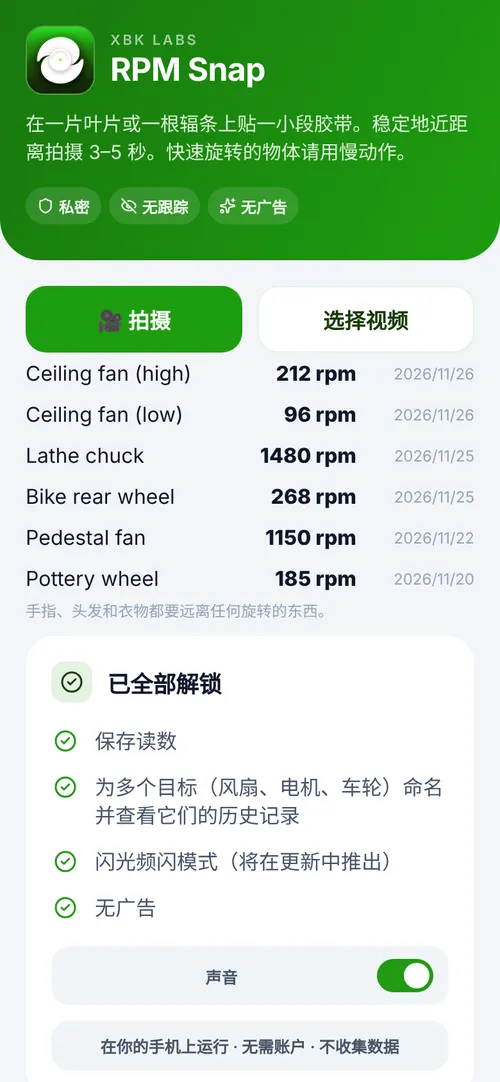 XBK LABS
RPM Snap
在一片叶片或一根辐条上贴一小段胶带。稳定地近距
离拍摄 3–5 秒。快速旋转的物体请用慢动作。
私密 无跟踪 无广告
拍摄 选择视频
Ceiling fan (high) 212 rpm 2026/11/26
Ceiling fan (low) 96 rpm 2026/11/26
Lathe chuck 1480 rpm 2026/11/25
Bike rear wheel 268 rpm 2026/11/25
Pedestal fan 1150 rpm 2026/11/22
Pottery wheel 185 rpm 2026/11/20
手指、头发和衣物都要远离任何旋转的东西。
已全部解锁
保存读数
为多个目标（风扇、电机、车轮）命名
并查看它们的历史记录
闪光频闪模式（将在更新中推出）
无广告
声音
在你的手机上运行 · 无需账户 · 不收集数据